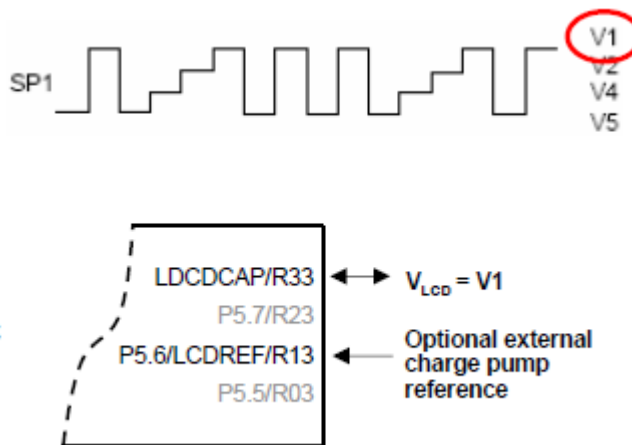 SP1
V1
V2
V4
V5
LDCDCAP/R33
V_LCD = V1
P5.7/R23
P5.6/LCDREF/R13
Optional external
charge pump
reference
P5.5/R03